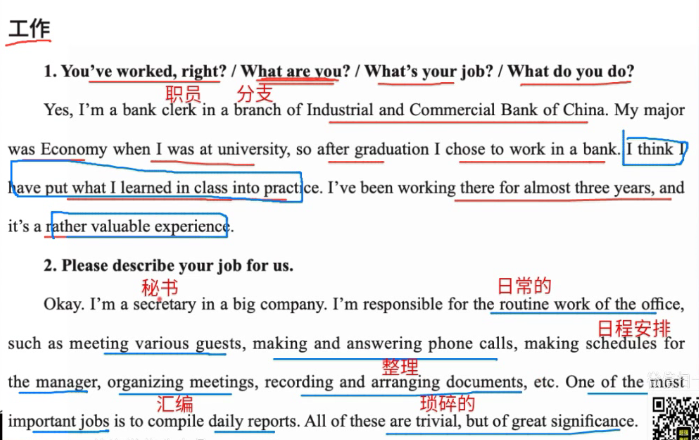 工作
1. You've worked, right? / What are you? / What's your job? / What do you do?
职员 分支
Yes, I'm a bank clerk in a branch of Industrial and Commercial Bank of China. My major
was Economy when I was at university, so after graduation I chose to work in a bank. I think I
have put what I learned in class into practice. I've been working there for almost three years, and
it's a rather valuable experience.
2. Please describe your job for us.
秘书 日常的
Okay. I'm a secretary in a big company. I'm responsible for the routine work of the office,
日程安排
such as meeting various guests, making and answering phone calls, making schedules for
整理
the manager, organizing meetings, recording and arranging documents, etc. One of the most
汇编 琐碎的
important jobs is to compile daily reports. All of these are trivial, but of great significance.